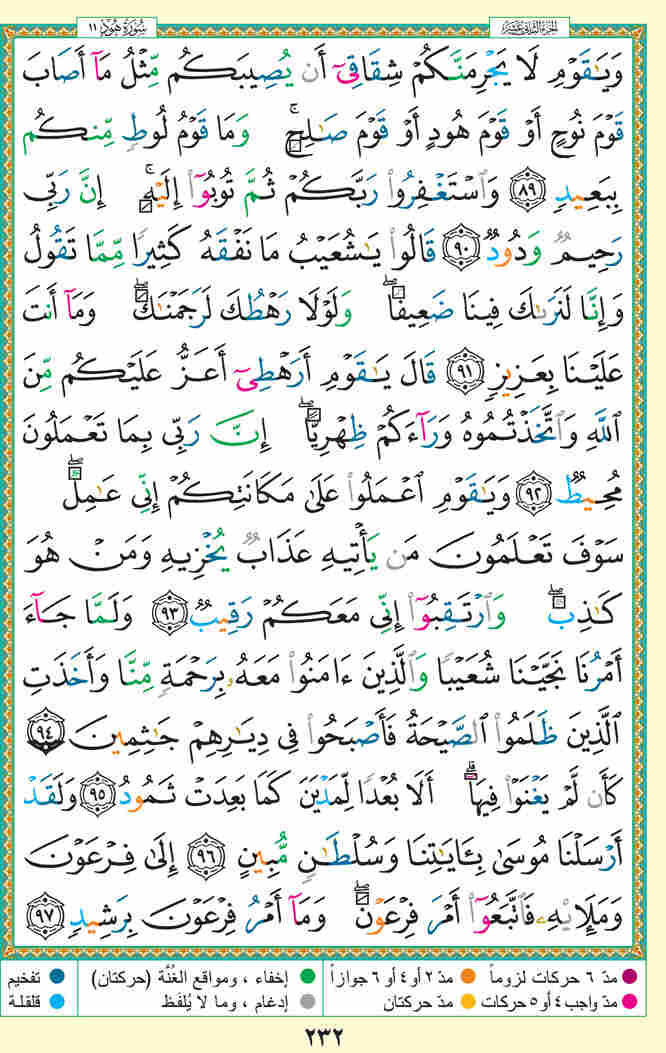 سُورَةُ هُودٍ ١١
الجزء الثاني عشر
وَيَـٰقَوْمِ لَا يَجْرِمَنَّكُمْ شِقَاقِىٓ أَن يُصِيبَكُم مِّثْلُ مَآ أَصَابَ
قَوْمَ نُوحٍ أَوْ قَوْمَ هُودٍ أَوْ قَوْمَ صَـٰلِحٍۚ وَمَا قَوْمُ لُوطٍ مِّنكُم
بِبَعِيدٍ ٨٩ وَٱسْتَغْفِرُوا۟ رَبَّكُمْ ثُمَّ تُوبُوٓا۟ إِلَيْهِۚ إِنَّ رَبِّى
رَحِيمٌ وَدُودٌ ٩٠ قَالُوا۟ يَـٰشُعَيْبُ مَا نَفْقَهُ كَثِيرًا مِّمَّا تَقُولُ
وَإِنَّا لَنَرَىٰكَ فِينَا ضَعِيفًاۖ وَلَوْلَا رَهْطُكَ لَرَجَمْنَـٰكَۖ وَمَآ أَنتَ
عَلَيْنَا بِعَزِيزٍ ٩١ قَالَ يَـٰقَوْمِ أَرَهْطِىٓ أَعَزُّ عَلَيْكُم مِّنَ
ٱللَّهِ وَٱتَّخَذْتُمُوهُ وَرَآءَكُمْ ظِهْرِيًّاۖ إِنَّ رَبِّى بِمَا تَعْمَلُونَ
مُحِيطٌ ٩٢ وَيَـٰقَوْمِ ٱعْمَلُوا۟ عَلَىٰ مَكَانَتِكُمْ إِنِّى عَـٰمِلٌۖ
سَوْفَ تَعْلَمُونَ مَن يَأْتِيهِ عَذَابٌ يُخْزِيهِ وَمَنْ هُوَ
كَـٰذِبٌۖ وَٱرْتَقِبُوٓا۟ إِنِّى مَعَكُمْ رَقِيبٌ ٩٣ وَلَمَّا جَآءَ
أَمْرُنَا نَجَّيْنَا شُعَيْبًا وَٱلَّذِينَ ءَامَنُوا۟ مَعَهُۥ بِرَحْمَةٍ مِّنَّا وَأَخَذَتِ
ٱلَّذِينَ ظَلَمُوا۟ ٱلصَّيْحَةُ فَأَصْبَحُوا۟ فِى دِيَـٰرِهِمْ جَـٰثِمِينَ ٩٤
كَأَن لَّمْ يَغْنَوْا۟ فِيهَآۗ أَلَا بُعْدًا لِّمَدْيَنَ كَمَا بَعِدَتْ ثَمُودُ ٩٥ وَلَقَدْ
أَرْسَلْنَا مُوسَىٰ بِـَٔايَـٰتِنَا وَسُلْطَـٰنٍ مُّبِينٍ ٩٦ إِلَىٰ فِرْعَوْنَ
وَمَلَإِي۟هِۦ فَٱتَّبَعُوٓا۟ أَمْرَ فِرْعَوْنَۖ وَمَآ أَمْرُ فِرْعَوْنَ بِرَشِيدٍ ٩٧
مدّ ٦ حركات لزوماً مدّ ٢ أو ٤ أو ٦ جوازاً إخفاء ، ومواقع الغُنَّة (حركتان) تفخيم
مدّ واجب ٤ أو ٥ حركات مدّ حركتان إدغام ، وما لا يُلفَظ قلقلة
٢٣٢